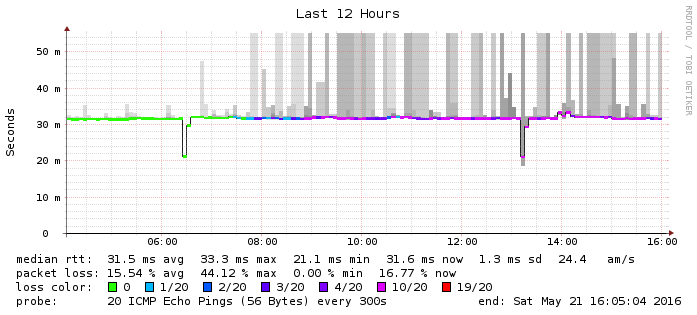 Last 12 Hours
RRDTOOL / TOBI OETIKER
Seconds
50 m
40 m
30 m
20 m
10 m
0
06:00 08:00 10:00 12:00 14:00 16:00
median rtt: 31.5 ms avg 33.3 ms max 21.1 ms min 31.6 ms now 1.3 ms sd 24.4 am/s
packet loss: 15.54 % avg 44.12 % max 0.00 % min 16.77 % now
loss color: 0 1/20 2/20 3/20 4/20 10/20 19/20
probe: 20 ICMP Echo Pings (56 Bytes) every 300s end: Sat May 21 16:05:04 2016